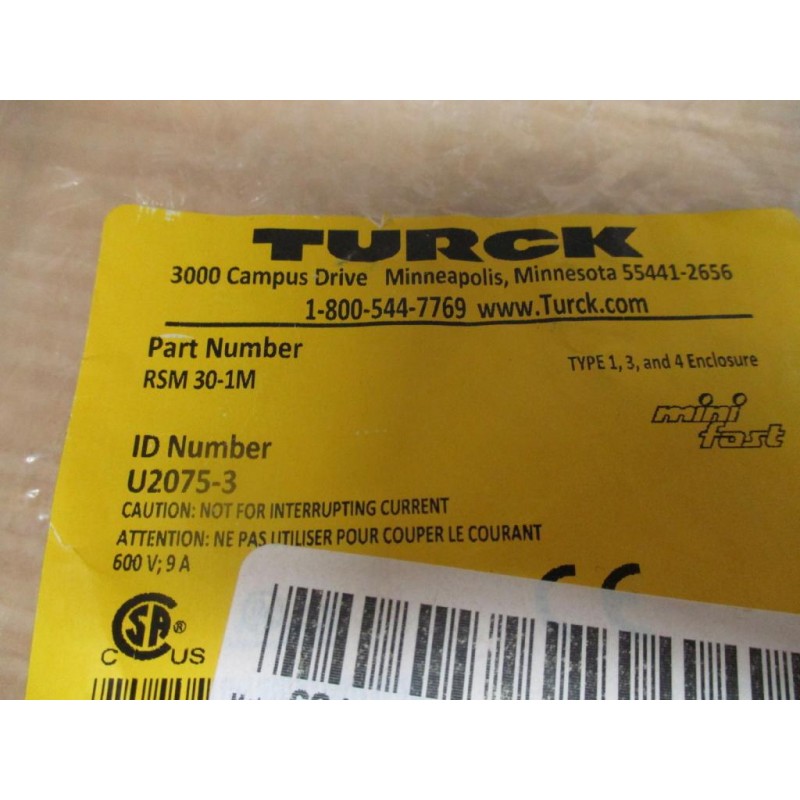 TURCK
3000 Campus Drive Minneapolis, Minnesota 55441-2656
1-800-544-7769 www.Turck.com
Part Number
RSM 30-1M
TYPE 1, 3, and 4 Enclosure
mini
fast
ID Number
U2075-3
CAUTION: NOT FOR INTERRUPTING CURRENT
ATTENTION: NE PAS UTILISER POUR COUPER LE COURANT
600 V; 9 A
CE
SA®
C US